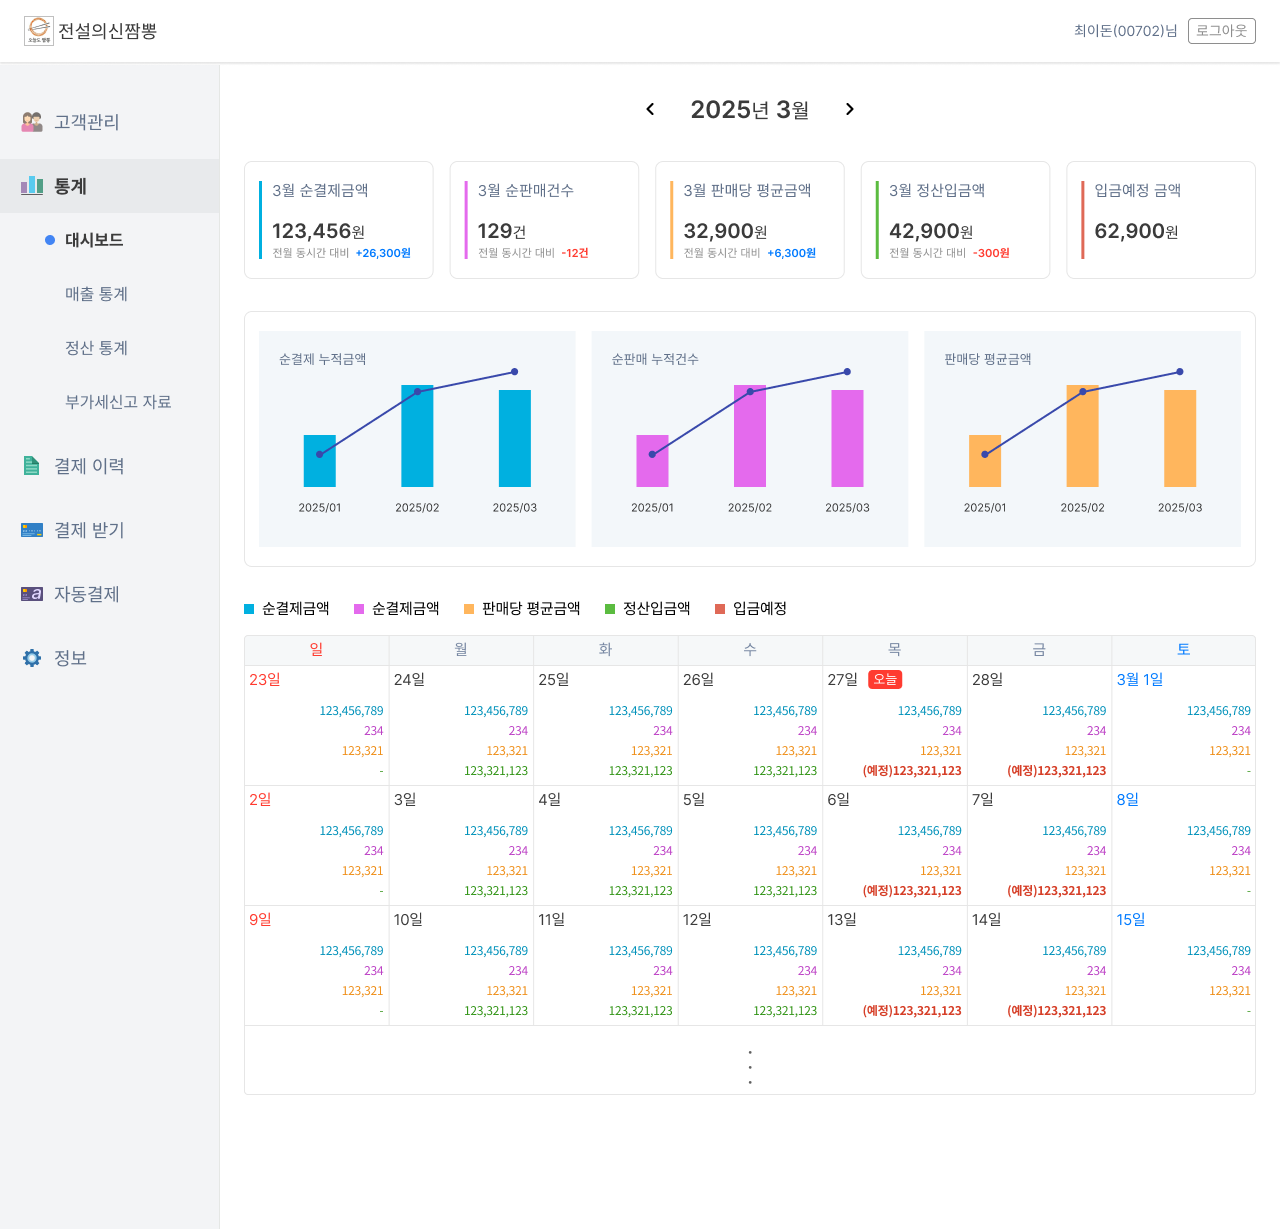 전설의신짬뽕
최이돈(00702)님 로그아웃
고객관리
통계
대시보드
매출 통계
정산 통계
부가세신고 자료
결제 이력
결제 받기
자동결제
정보
2025년 3월
3월 순결제금액
123,456원
전월 동시간 대비 +26,300원
3월 순판매건수
129건
전월 동시간 대비 -12건
3월 판매당 평균금액
32,900원
전월 동시간 대비 +6,300원
3월 정산입금액
42,900원
전월 동시간 대비 -300원
입금예정 금액
62,900원
순결제 누적금액
2025/01 2025/02 2025/03
순판매 누적건수
2025/01 2025/02 2025/03
판매당 평균금액
2025/01 2025/02 2025/03
순결제금액 순결제금액 판매당 평균금액 정산입금액 입금예정
일 월 화 수 목 금 토
23일 24일 25일 26일 27일 오늘 28일 3월 1일
123,456,789 123,456,789 123,456,789 123,456,789 123,456,789 123,456,789 123,456,789
234 234 234 234 234 234 234
123,321 123,321 123,321 123,321 123,321 123,321 123,321
- 123,321,123 123,321,123 123,321,123 (예정)123,321,123 (예정)123,321,123 -
2일 3일 4일 5일 6일 7일 8일
123,456,789 123,456,789 123,456,789 123,456,789 123,456,789 123,456,789 123,456,789
234 234 234 234 234 234 234
123,321 123,321 123,321 123,321 123,321 123,321 123,321
- 123,321,123 123,321,123 123,321,123 (예정)123,321,123 (예정)123,321,123 -
9일 10일 11일 12일 13일 14일 15일
123,456,789 123,456,789 123,456,789 123,456,789 123,456,789 123,456,789 123,456,789
234 234 234 234 234 234 234
123,321 123,321 123,321 123,321 123,321 123,321 123,321
- 123,321,123 123,321,123 123,321,123 (예정)123,321,123 (예정)123,321,123 -